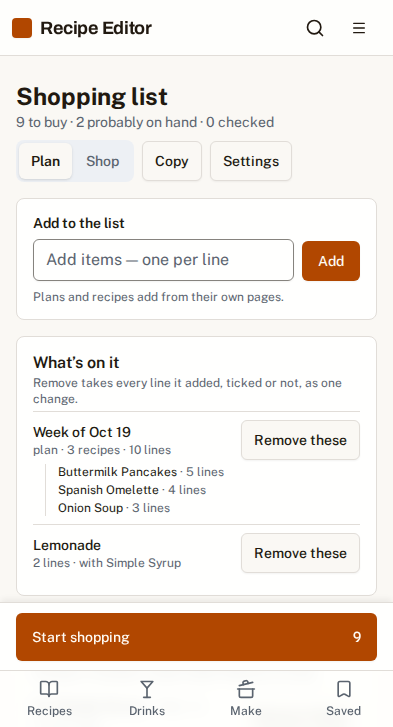 Recipe Editor
Shopping list
9 to buy · 2 probably on hand · 0 checked
Plan
Shop
Copy
Settings
Add to the list
Add items — one per line
Add
Plans and recipes add from their own pages.
What's on it
Remove takes every line it added, ticked or not, as one
change.
Week of Oct 19
plan · 3 recipes · 10 lines
Remove these
Buttermilk Pancakes · 5 lines
Spanish Omelette · 4 lines
Onion Soup · 3 lines
Lemonade
2 lines · with Simple Syrup
Remove these
Start shopping
9
Recipes
Drinks
Make
Saved